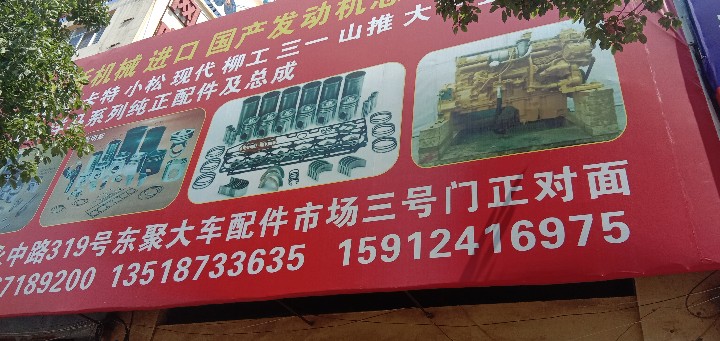 机械 进口 国产发动机总
卡特 小松 现代 柳工 三一 山推 大
系列纯正配件及总成
中路319号东聚大车配件市场三号门正对面
7189200 13518733635 15912416975